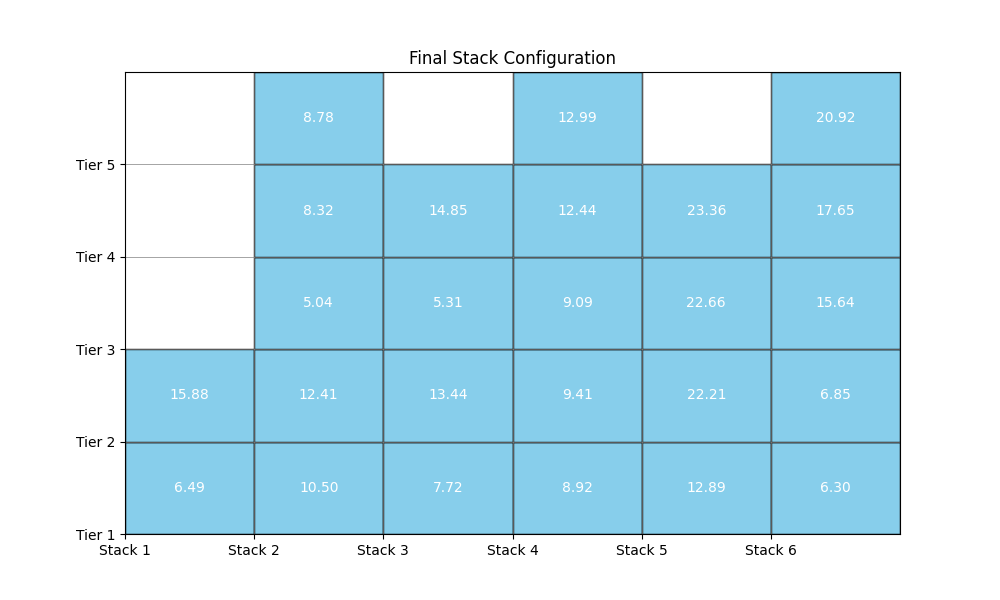 Final Stack Configuration
8.78 12.99 20.92
Tier 5
8.32 14.85 12.44 23.36 17.65
Tier 4
5.04 5.31 9.09 22.66 15.64
Tier 3
15.88 12.41 13.44 9.41 22.21 6.85
Tier 2
6.49 10.50 7.72 8.92 12.89 6.30
Tier 1
Stack 1 Stack 2 Stack 3 Stack 4 Stack 5 Stack 6